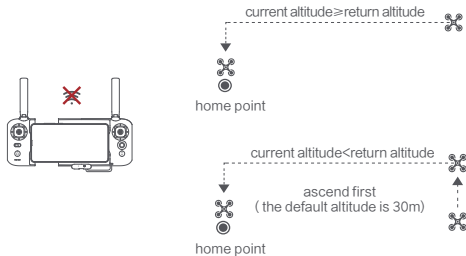 current altitude≥return altitude
home point
current altitude<return altitude
ascend first
( the default altitude is 30m)
home point